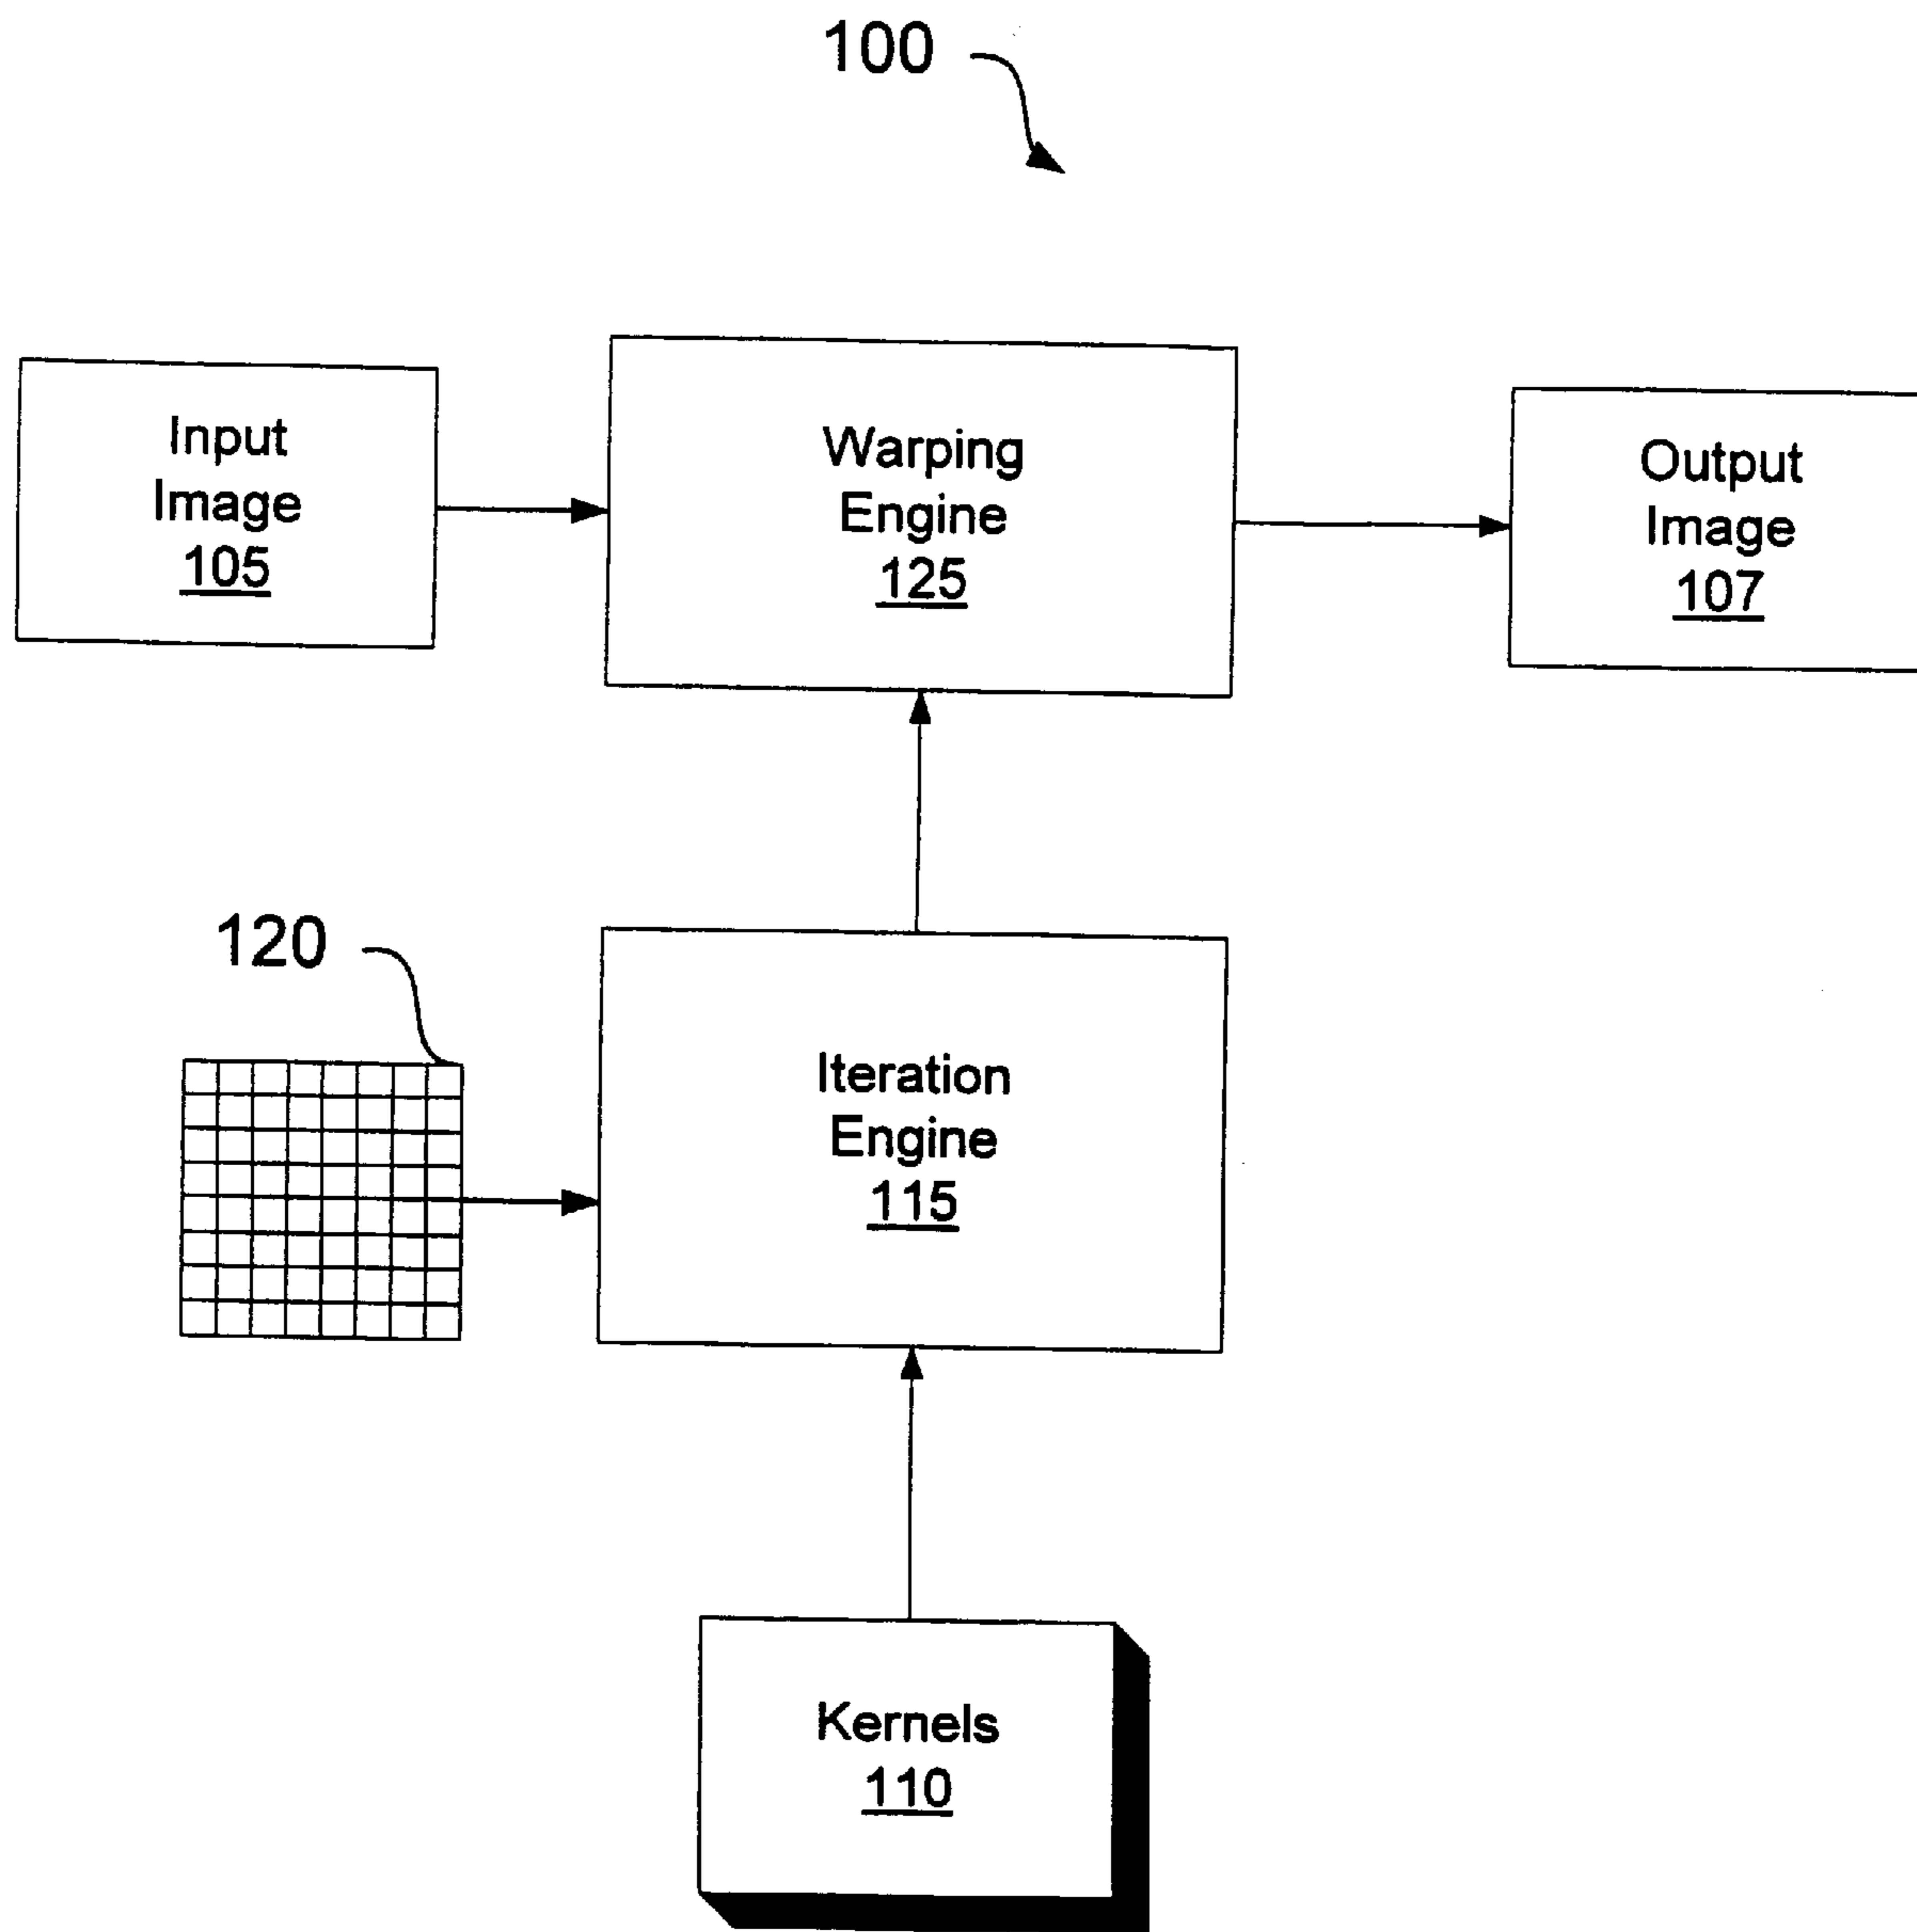 100
Input
Image
105
Warping
Engine
125
Output
Image
107
120
Iteration
Engine
115
Kernels
110